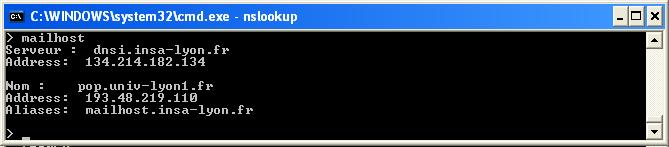 C:\WINDOWS\system32\cmd.exe - nslookup
> mailhost
Serveur :  dnsi.insa-lyon.fr
Address:  134.214.182.134
Nom :    pop.univ-lyon1.fr
Address:  193.48.219.110
Aliases:  mailhost.insa-lyon.fr
> _